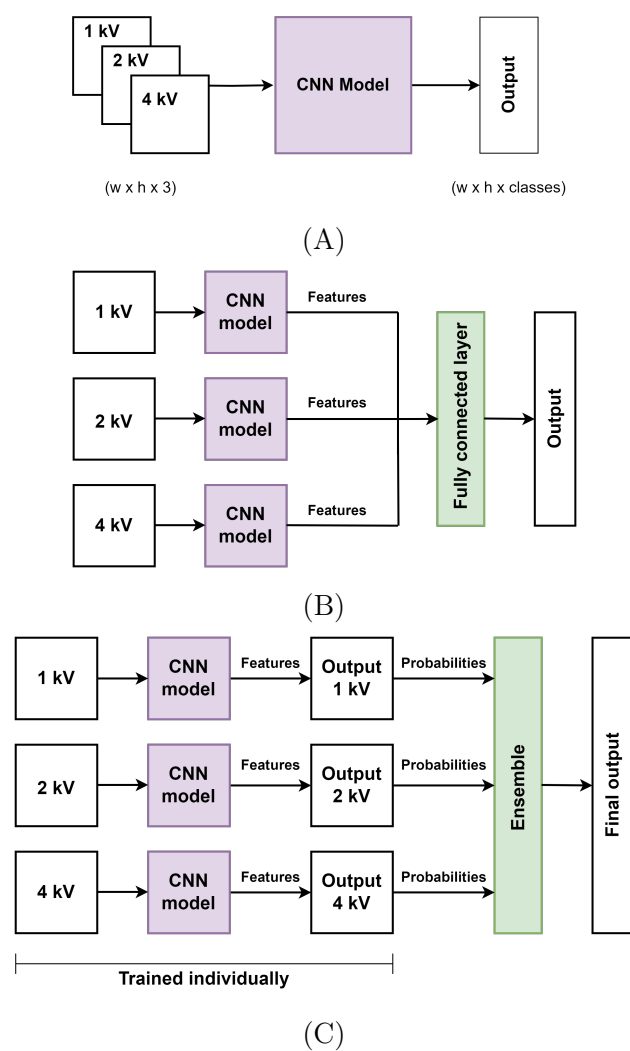 1 kV
2 kV
4 kV
CNN Model
Output
(w x h x 3)
(w x h x classes)
(A)
1 kV
CNN
model
Features
2 kV
CNN
model
Features
4 kV
CNN
model
Features
Fully connected layer
Output
(B)
1 kV
CNN
model
Features
Output
1 kV
Probabilities
2 kV
CNN
model
Features
Output
2 kV
Probabilities
4 kV
CNN
model
Features
Output
4 kV
Probabilities
Ensemble
Final output
Trained individually
(C)